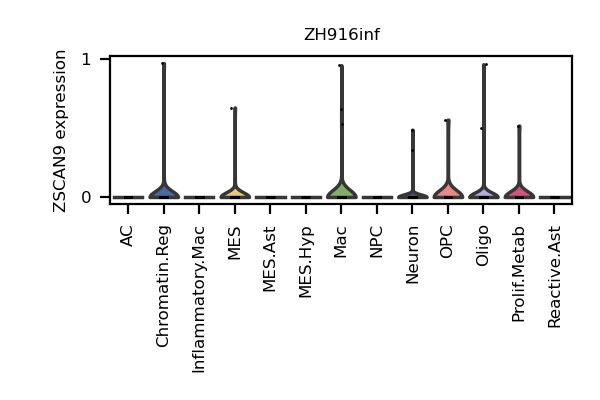 ZH916inf
ZSCAN9 expression
1
0
AC
Chromatin.Reg
Inflammatory.Mac
MES
MES.Ast
MES.Hyp
Mac
NPC
Neuron
OPC
Oligo
Prolif.Metab
Reactive.Ast